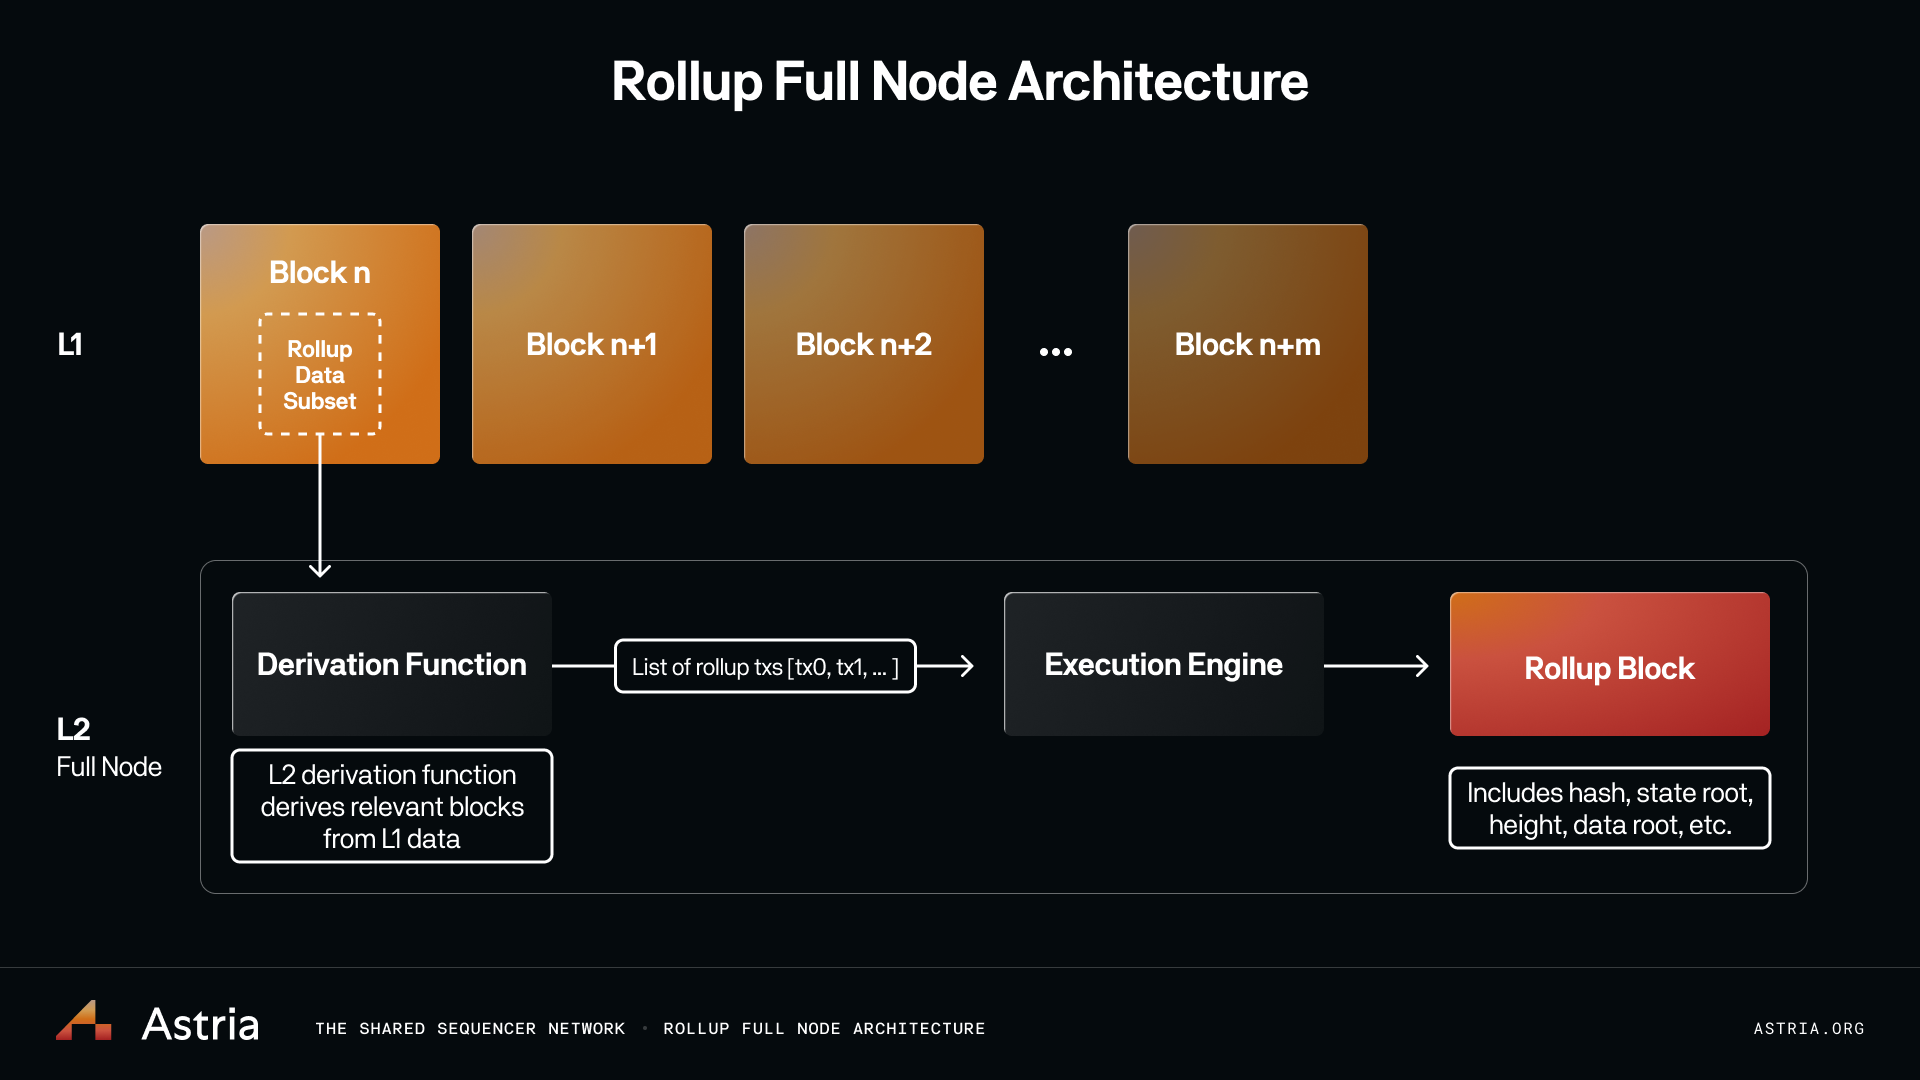 Rollup Full Node Architecture
L1
Block n
Rollup
Data
Subset
Block n+1
Block n+2
...
Block n+m
L2
Full Node
Derivation Function
List of rollup txs [tx0, tx1, ... ]
Execution Engine
Rollup Block
L2 derivation function
derives relevant blocks
from L1 data
Includes hash, state root,
height, data root, etc.
Astria
THE SHARED SEQUENCER NETWORK · ROLLUP FULL NODE ARCHITECTURE
ASTRIA.ORG